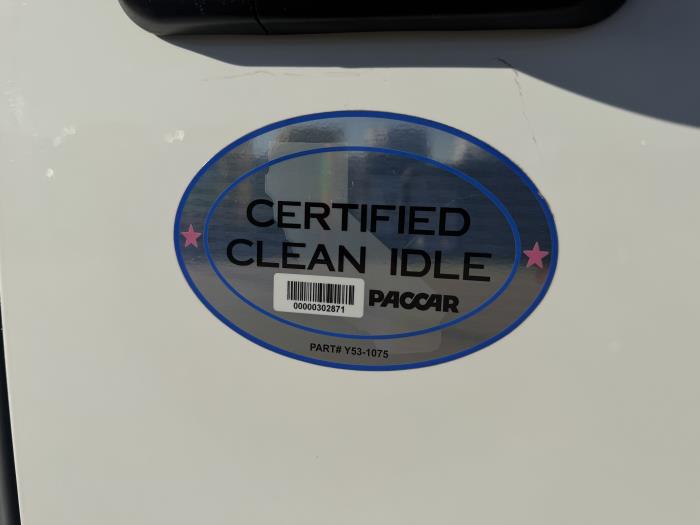 CERTIFIED
CLEAN IDLE
00000302871
PACCAR
PART# Y53-1075